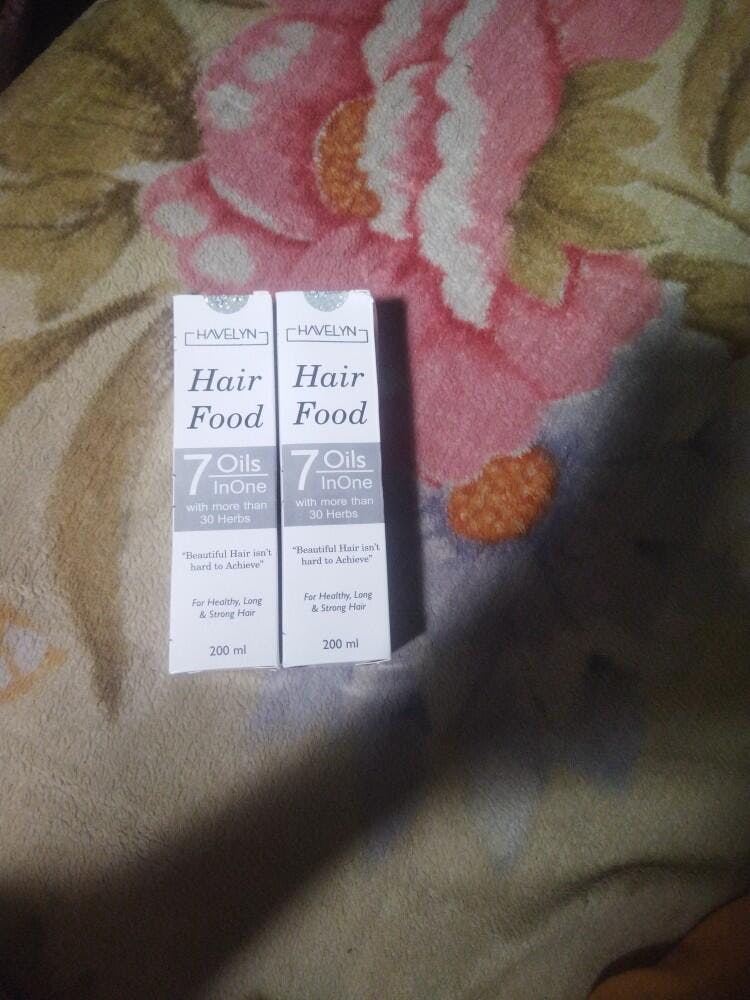 HAVELYN
Hair
Food
7 Oils
InOne
with more than
30 Herbs
"Beautiful Hair isn't
hard to Achieve"
For Healthy, Long
& Strong Hair
200 ml
HAVELYN
Hair
Food
7 Oils
InOne
with more than
30 Herbs
"Beautiful Hair isn't
hard to Achieve"
For Healthy, Long
& Strong Hair
200 ml